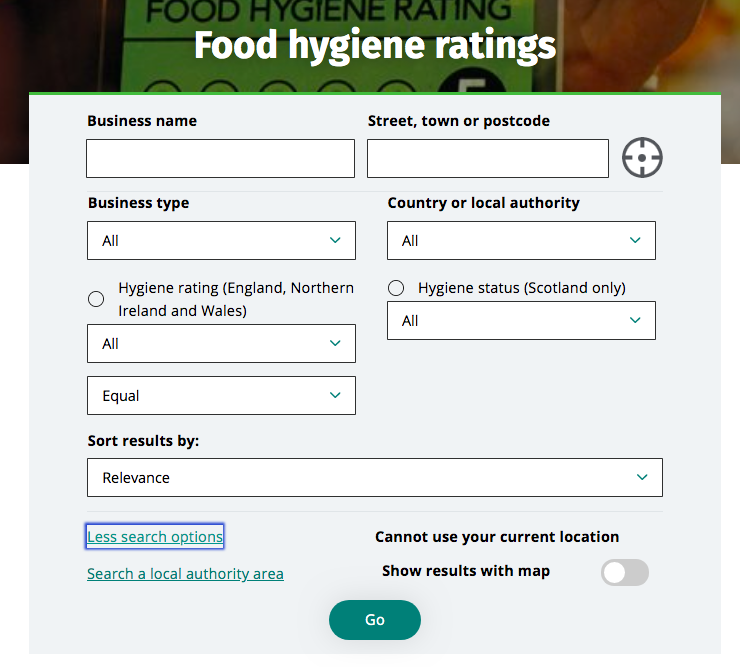 FOOD HYGIENE RATING
Food hygiene ratings
Business name
Street, town or postcode
Business type
Country or local authority
All
All
Hygiene rating (England, Northern
Ireland and Wales)
Hygiene status (Scotland only)
All
All
Equal
Sort results by:
Relevance
Less search options
Cannot use your current location
Search a local authority area
Show results with map
Go